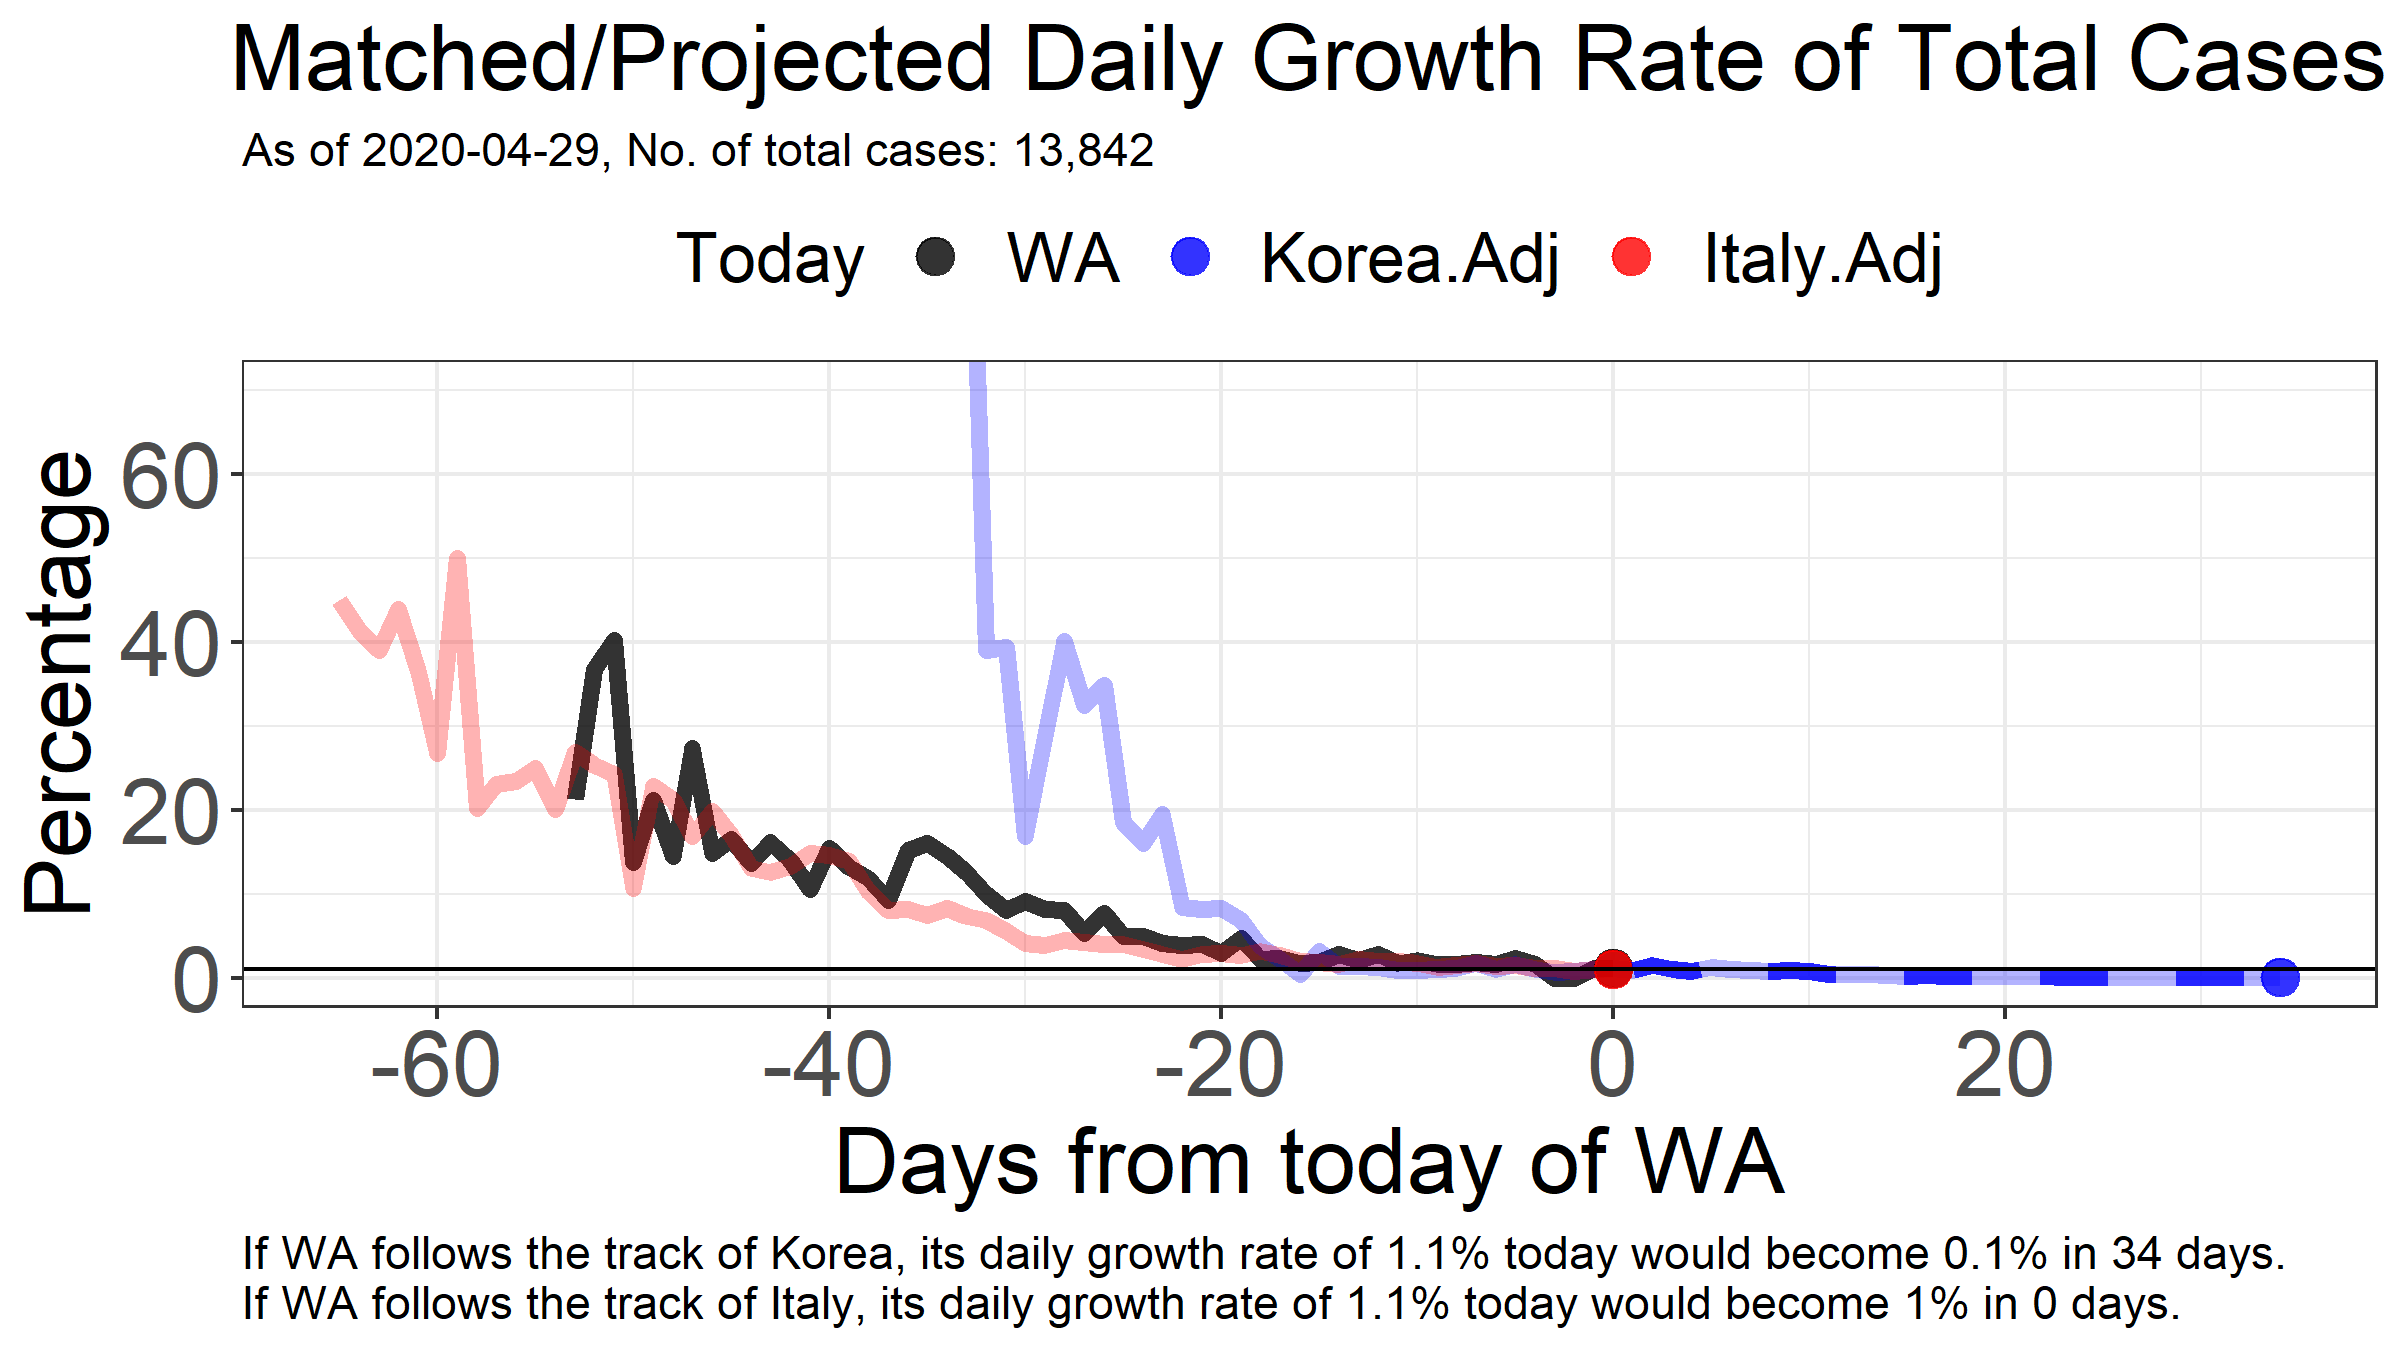 Matched/Projected Daily Growth Rate of Total Cases
As of 2020-04-29, No. of total cases: 13,842
Today WA Korea.Adj Italy.Adj
Percentage
60
40
20
0
-60 -40 -20 0 20
Days from today of WA
If WA follows the track of Korea, its daily growth rate of 1.1% today would become 0.1% in 34 days.
If WA follows the track of Italy, its daily growth rate of 1.1% today would become 1% in 0 days.